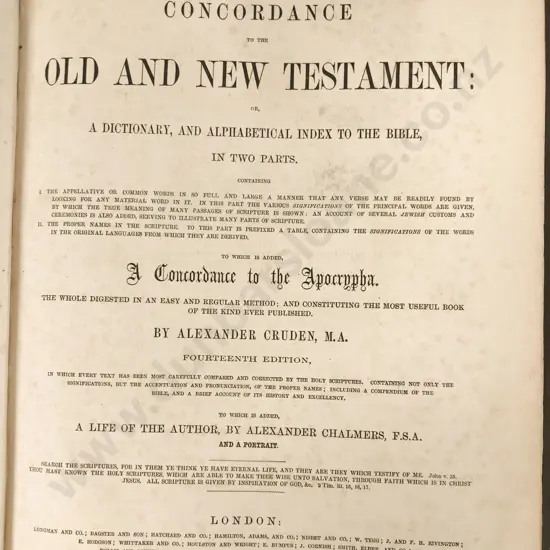 CONCORDANCE
TO THE
OLD AND NEW TESTAMENT:
OR,
A DICTIONARY, AND ALPHABETICAL INDEX TO THE BIBLE,
IN TWO PARTS.
CONTAINING
I. THE APPELLATIVE OR COMMON WORDS IN SO FULL AND LARGE A MANNER THAT ANY VERSE MAY BE READILY FOUND BY
LOOKING FOR ANY MATERIAL WORD IN IT. IN THIS PART THE VARIOUS SIGNIFICATIONS OF THE PRINCIPAL WORDS ARE GIVEN,
BY WHICH THE TRUE MEANING OF MANY PASSAGES OF SCRIPTURE IS SHOWN: AN ACCOUNT OF SEVERAL JEWISH CUSTOMS AND
CEREMONIES IS ALSO ADDED, SERVING TO ILLUSTRATE MANY PARTS OF SCRIPTURE.
II. THE PROPER NAMES IN THE SCRIPTURE. TO THIS PART IS PREFIXED A TABLE, CONTAINING THE SIGNIFICATIONS OF THE WORDS
IN THE ORIGINAL LANGUAGES FROM WHICH THEY ARE DERIVED.
TO WHICH IS ADDED,
A Concordance to the Apocrypha.
THE WHOLE DIGESTED IN AN EASY AND REGULAR METHOD; AND CONSTITUTING THE MOST USEFUL BOOK
OF THE KIND EVER PUBLISHED.
BY ALEXANDER CRUDEN, M.A.
FOURTEENTH EDITION,
IN WHICH EVERY TEXT HAS BEEN MOST CAREFULLY COMPARED AND CORRECTED BY THE HOLY SCRIPTURES. CONTAINING NOT ONLY THE
SIGNIFICATIONS, BUT THE ACCENTUATION AND PRONUNCIATION, OF THE PROPER NAMES; INCLUDING A COMPENDIUM OF THE
BIBLE, AND A BRIEF ACCOUNT OF ITS HISTORY AND EXCELLENCY.
TO WHICH IS ADDED,
A LIFE OF THE AUTHOR, BY ALEXANDER CHALMERS, F.S.A.
AND A PORTRAIT.
SEARCH THE SCRIPTURES, FOR IN THEM YE THINK YE HAVE ETERNAL LIFE, AND THEY ARE THEY WHICH TESTIFY OF ME. John v. 39.
THOU HAST KNOWN THE HOLY SCRIPTURES, WHICH ARE ABLE TO MAKE THEE WISE UNTO SALVATION, THROUGH FAITH WHICH IS IN CHRIST
JESUS. ALL SCRIPTURE IS GIVEN BY INSPIRATION OF GOD, &c. 2 Tim. iii. 15, 16, 17.
LONDON:
LONGMAN AND CO.; BAGSTER AND SON; HATCHARD AND CO.; HAMILTON, ADAMS, AND CO.; NISBET AND CO.; W. TEGG; J. AND F. H. RIVINGTON;
E. HODGSON; WHITTAKER AND CO.; HOULSTON AND WRIGHT; E. BUMPUS; J. CORNISH; SMITH, ELDER, AND CO.;